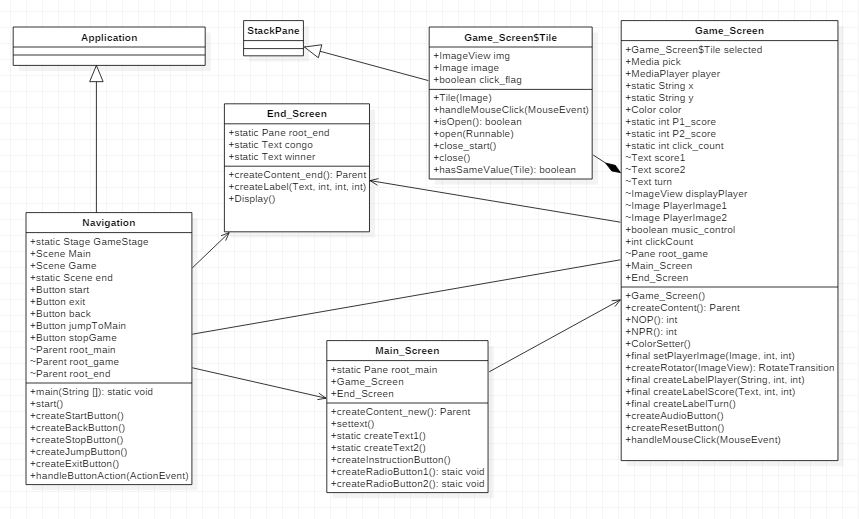 Application
StackPane
Game_Screen$Tile
+ImageView img
+Image image
+boolean click_flag
+Tile(Image)
+handleMouseClick(MouseEvent)
+isOpen(): boolean
+open(Runnable)
+close_start()
+close()
+hasSameValue(Tile): boolean
Game_Screen
+Game_Screen$Tile selected
+Media pick
+MediaPlayer player
+static String x
+static String y
+Color color
+static int P1_score
+static int P2_score
+static int click_count
~Text score1
~Text score2
~Text turn
~ImageView displayPlayer
~Image PlayerImage1
~Image PlayerImage2
+boolean music_control
+int clickCount
~Pane root_game
+Main_Screen
+End_Screen
+Game_Screen()
+createContent(): Parent
+NOP(): int
+NPR(): int
+ColorSetter()
+final setPlayerImage(Image, int, int)
+createRotator(ImageView): RotateTransition
+final createLabelPlayer(String, int, int)
+final createLabelScore(Text, int, int)
+final createLabelTurn()
+createAudioButton()
+createResetButton()
+handleMouseClick(MouseEvent)
End_Screen
+static Pane root_end
+static Text congo
+static Text winner
+createContent_end(): Parent
+createLabel(Text, int, int, int)
+Display()
Navigation
+static Stage GameStage
+Scene Main
+Scene Game
+static Scene end
+Button start
+Button exit
+Button back
+Button jumpToMain
+Button stopGame
~Parent root_main
~Parent root_game
~Parent root_end
+main(String []): static void
+start()
+createStartButton()
+createBackButton()
+createStopButton()
+createJumpButton()
+createExitButton()
+handleButtonAction(ActionEvent)
Main_Screen
+static Pane root_main
+Game_Screen
+End_Screen
+createContent_new(): Parent
+settext()
+static createText1()
+static createText2()
+createInstructionButton()
+createRadioButton1(): staic void
+createRadioButton2(): staic void